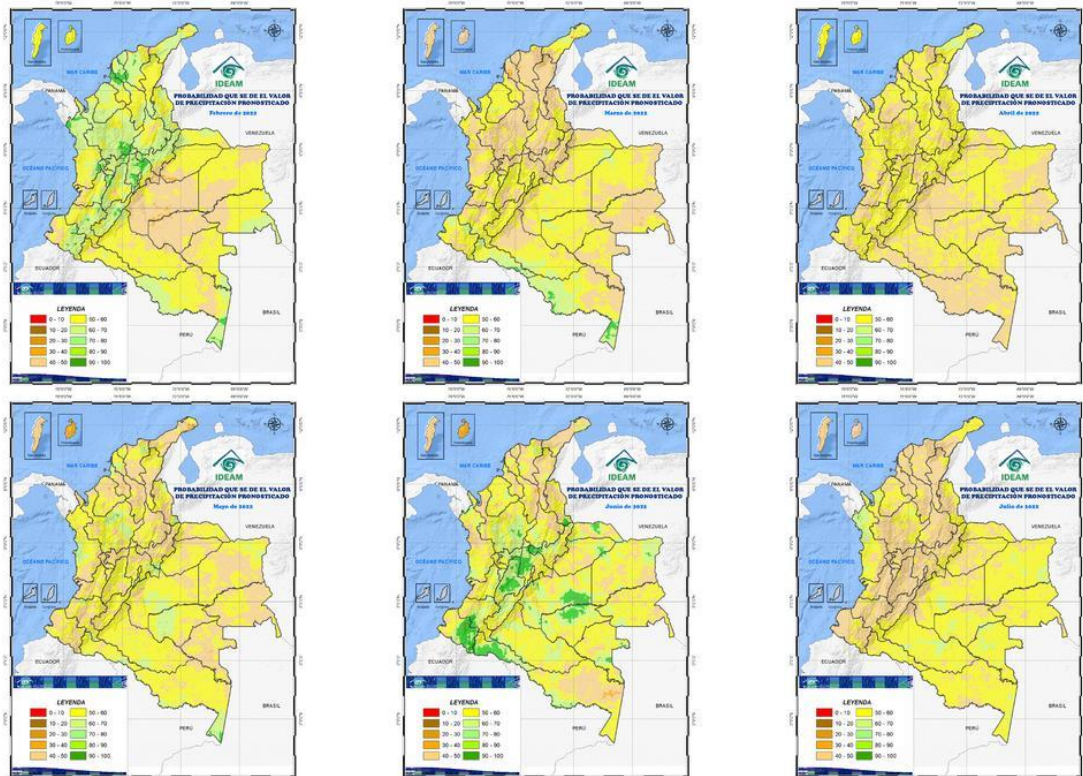 MAR CARIBE
PANAMÁ
IDEAM
PROBABILIDAD QUE SE DE EL VALOR
DE PRECIPITACIÓN PRONOSTICADO
Febrero de 2022
VENEZUELA
OCÉANO PACÍFICO
ECUADOR
LEYENDA
0 - 10 50 - 60
10 - 20 60 - 70
20 - 30 70 - 80
30 - 40 80 - 90
40 - 50 90 - 100
PERÚ
BRASIL
MAR CARIBE
PANAMÁ
IDEAM
PROBABILIDAD QUE SE DE EL VALOR
DE PRECIPITACIÓN PRONOSTICADO
Marzo de 2022
VENEZUELA
OCÉANO PACÍFICO
ECUADOR
LEYENDA
0 - 10 50 - 60
10 - 20 60 - 70
20 - 30 70 - 80
30 - 40 80 - 90
40 - 50 90 - 100
PERÚ
BRASIL
MAR CARIBE
PANAMÁ
IDEAM
PROBABILIDAD QUE SE DE EL VALOR
DE PRECIPITACIÓN PRONOSTICADO
Abril de 2022
VENEZUELA
OCÉANO PACÍFICO
ECUADOR
LEYENDA
0 - 10 50 - 60
10 - 20 60 - 70
20 - 30 70 - 80
30 - 40 80 - 90
40 - 50 90 - 100
PERÚ
BRASIL
MAR CARIBE
PANAMÁ
IDEAM
PROBABILIDAD QUE SE DE EL VALOR
DE PRECIPITACIÓN PRONOSTICADO
Mayo de 2022
VENEZUELA
OCÉANO PACÍFICO
ECUADOR
LEYENDA
0 - 10 50 - 60
10 - 20 60 - 70
20 - 30 70 - 80
30 - 40 80 - 90
40 - 50 90 - 100
PERÚ
BRASIL
MAR CARIBE
PANAMÁ
IDEAM
PROBABILIDAD QUE SE DE EL VALOR
DE PRECIPITACIÓN PRONOSTICADO
Junio de 2022
VENEZUELA
OCÉANO PACÍFICO
ECUADOR
LEYENDA
0 - 10 50 - 60
10 - 20 60 - 70
20 - 30 70 - 80
30 - 40 80 - 90
40 - 50 90 - 100
PERÚ
BRASIL
MAR CARIBE
PANAMÁ
IDEAM
PROBABILIDAD QUE SE DE EL VALOR
DE PRECIPITACIÓN PRONOSTICADO
Julio de 2022
VENEZUELA
OCÉANO PACÍFICO
ECUADOR
LEYENDA
0 - 10 50 - 60
10 - 20 60 - 70
20 - 30 70 - 80
30 - 40 80 - 90
40 - 50 90 - 100
PERÚ
BRASIL